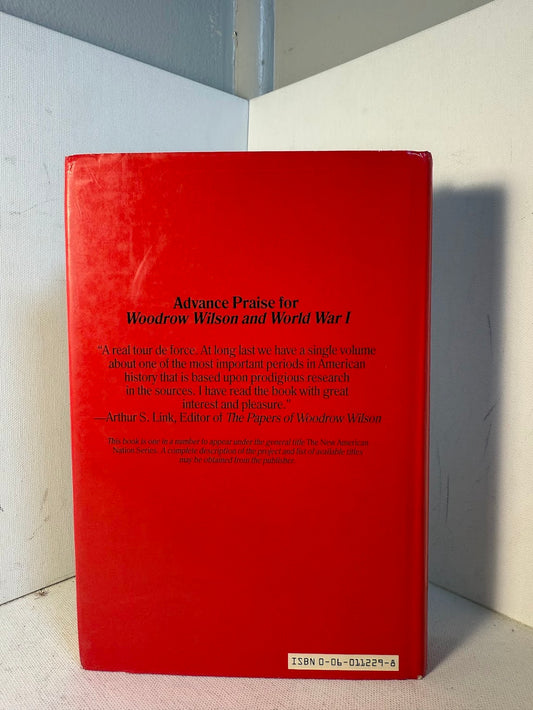 Advance Praise for
Woodrow Wilson and World War I
"A real tour de force. At long last we have a single volume
about one of the most important periods in American
history that is based upon prodigious research
in the sources. I have read the book with great
interest and pleasure."
—Arthur S. Link, Editor of The Papers of Woodrow Wilson
This book is one in a number to appear under the general title The New American
Nation Series. A complete description of the project and list of available titles
may be obtained from the publisher.
ISBN 0-06-011229-8